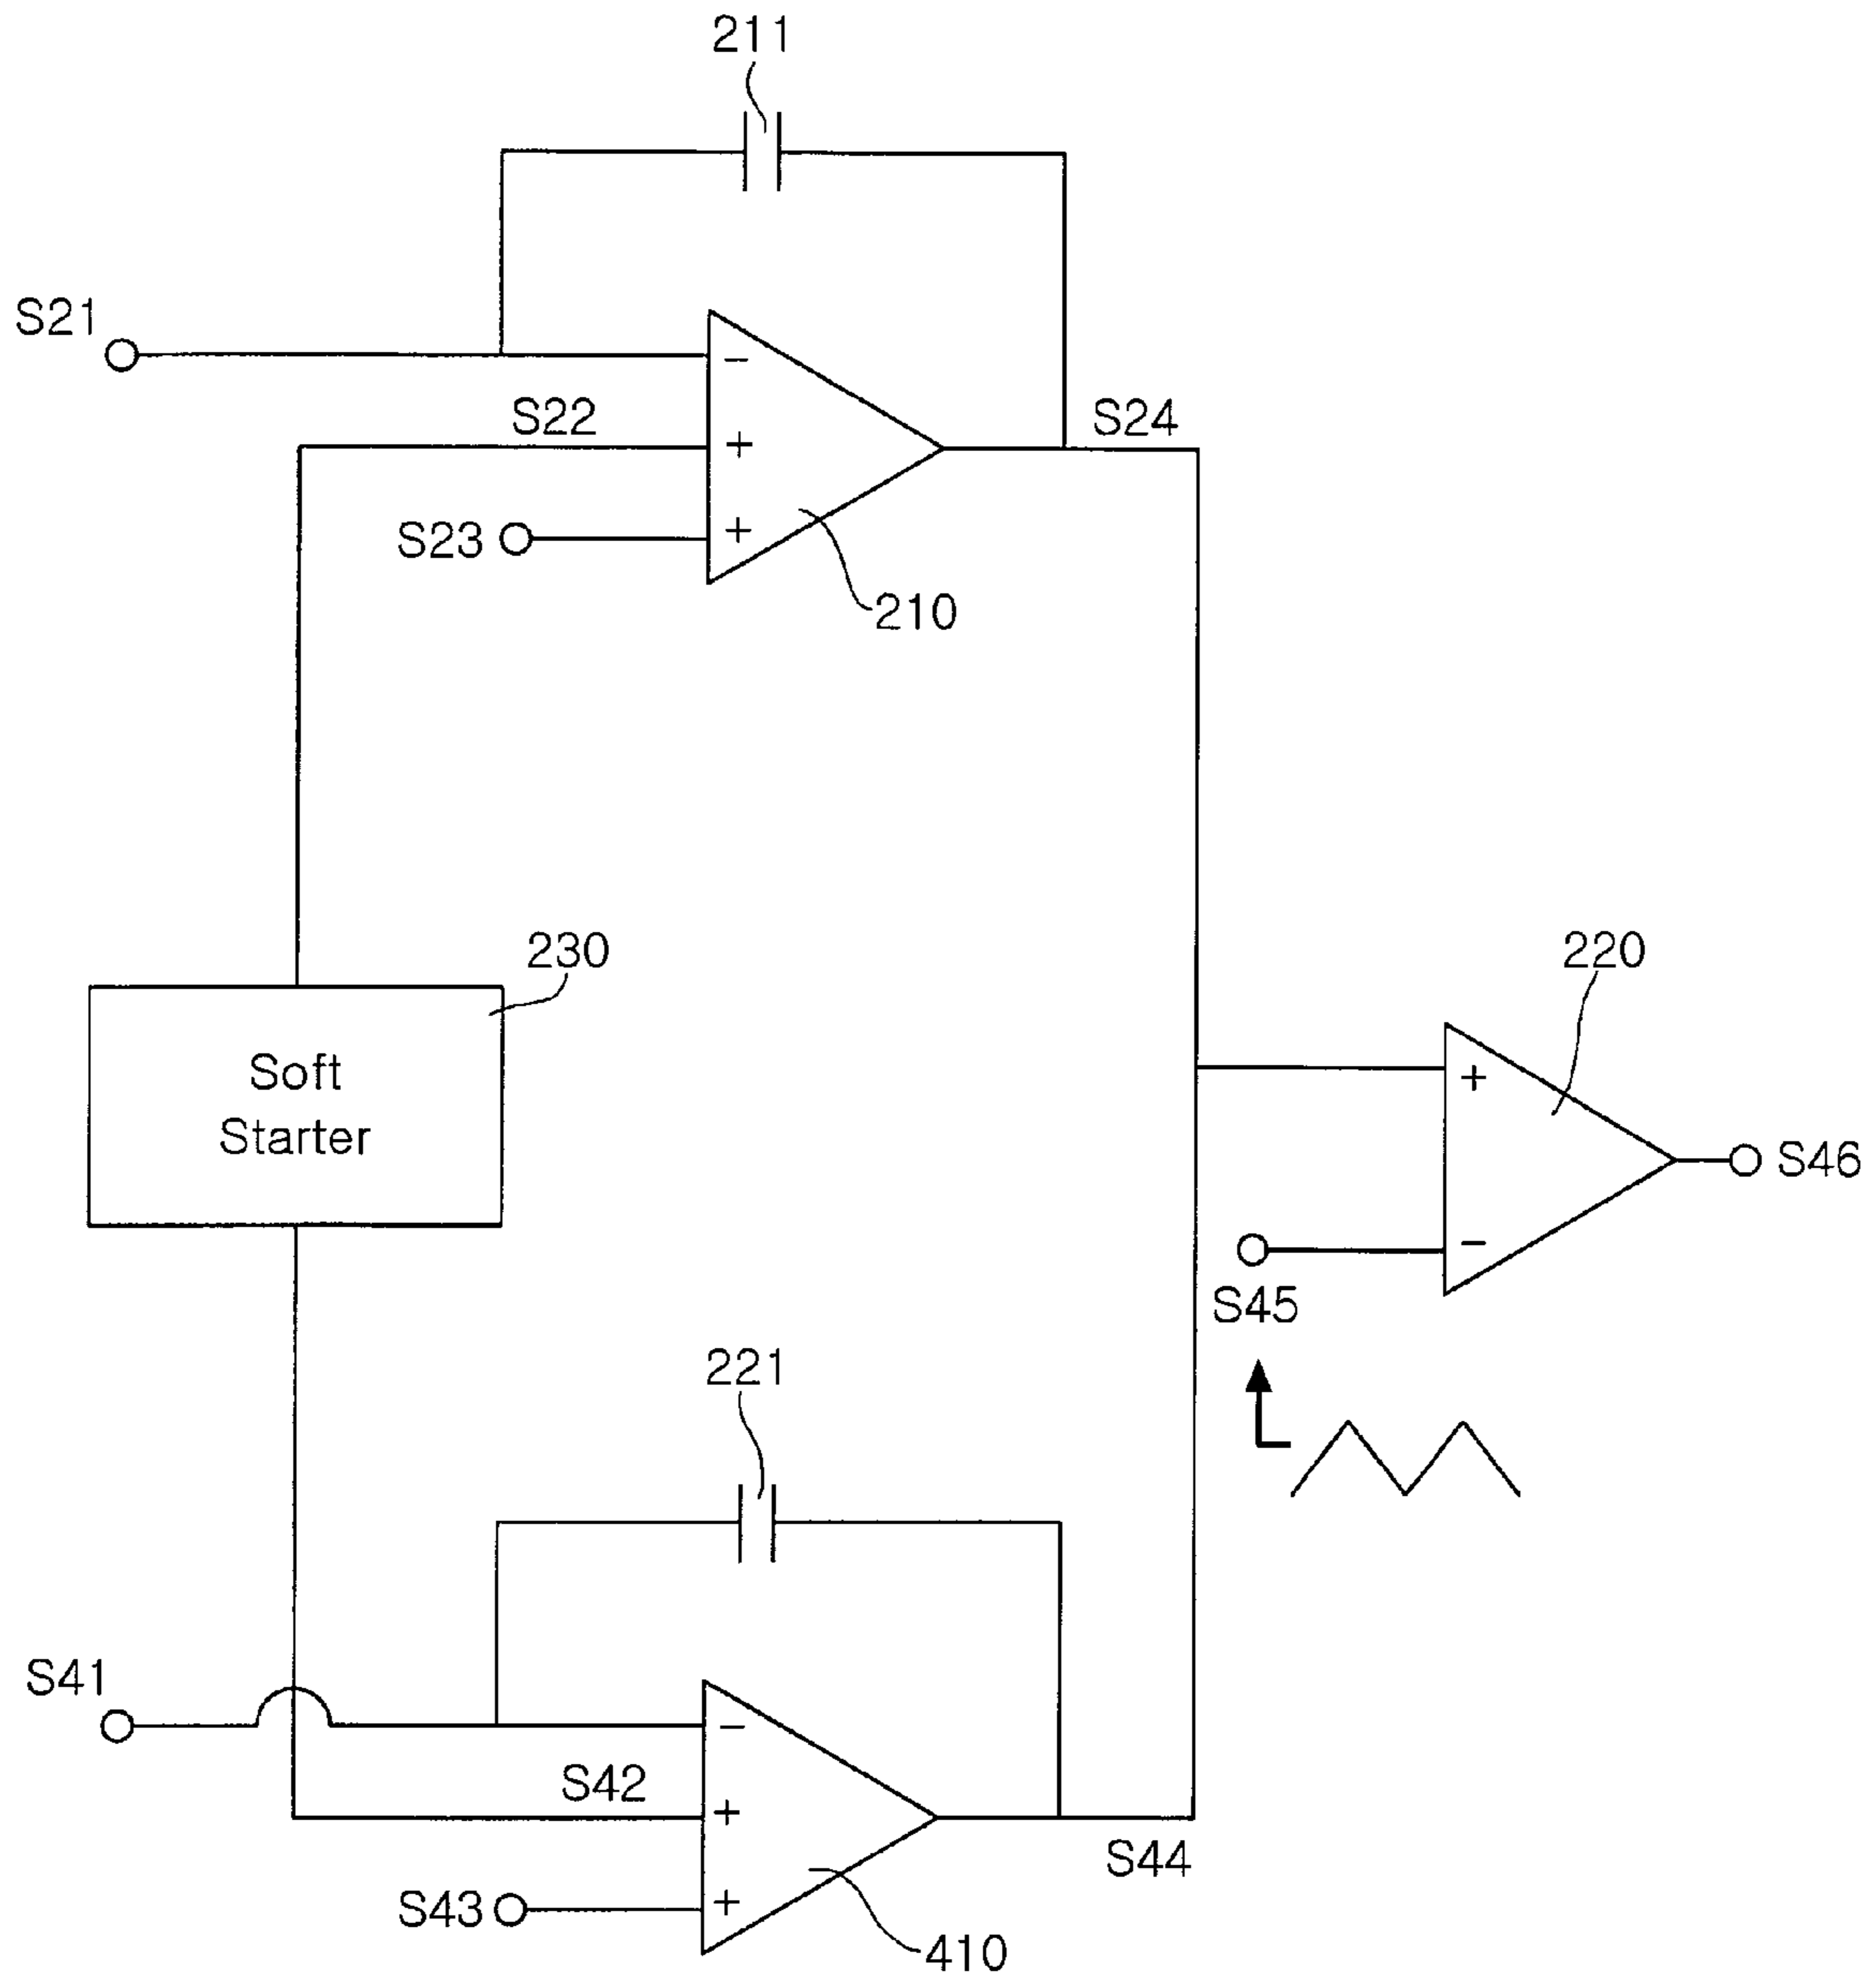 211
S21
−
S22
S24
+
S23
+
210
230
220
Soft
Starter
+
S46
−
S45
221
S41
−
S42
+
S44
S43
+
410